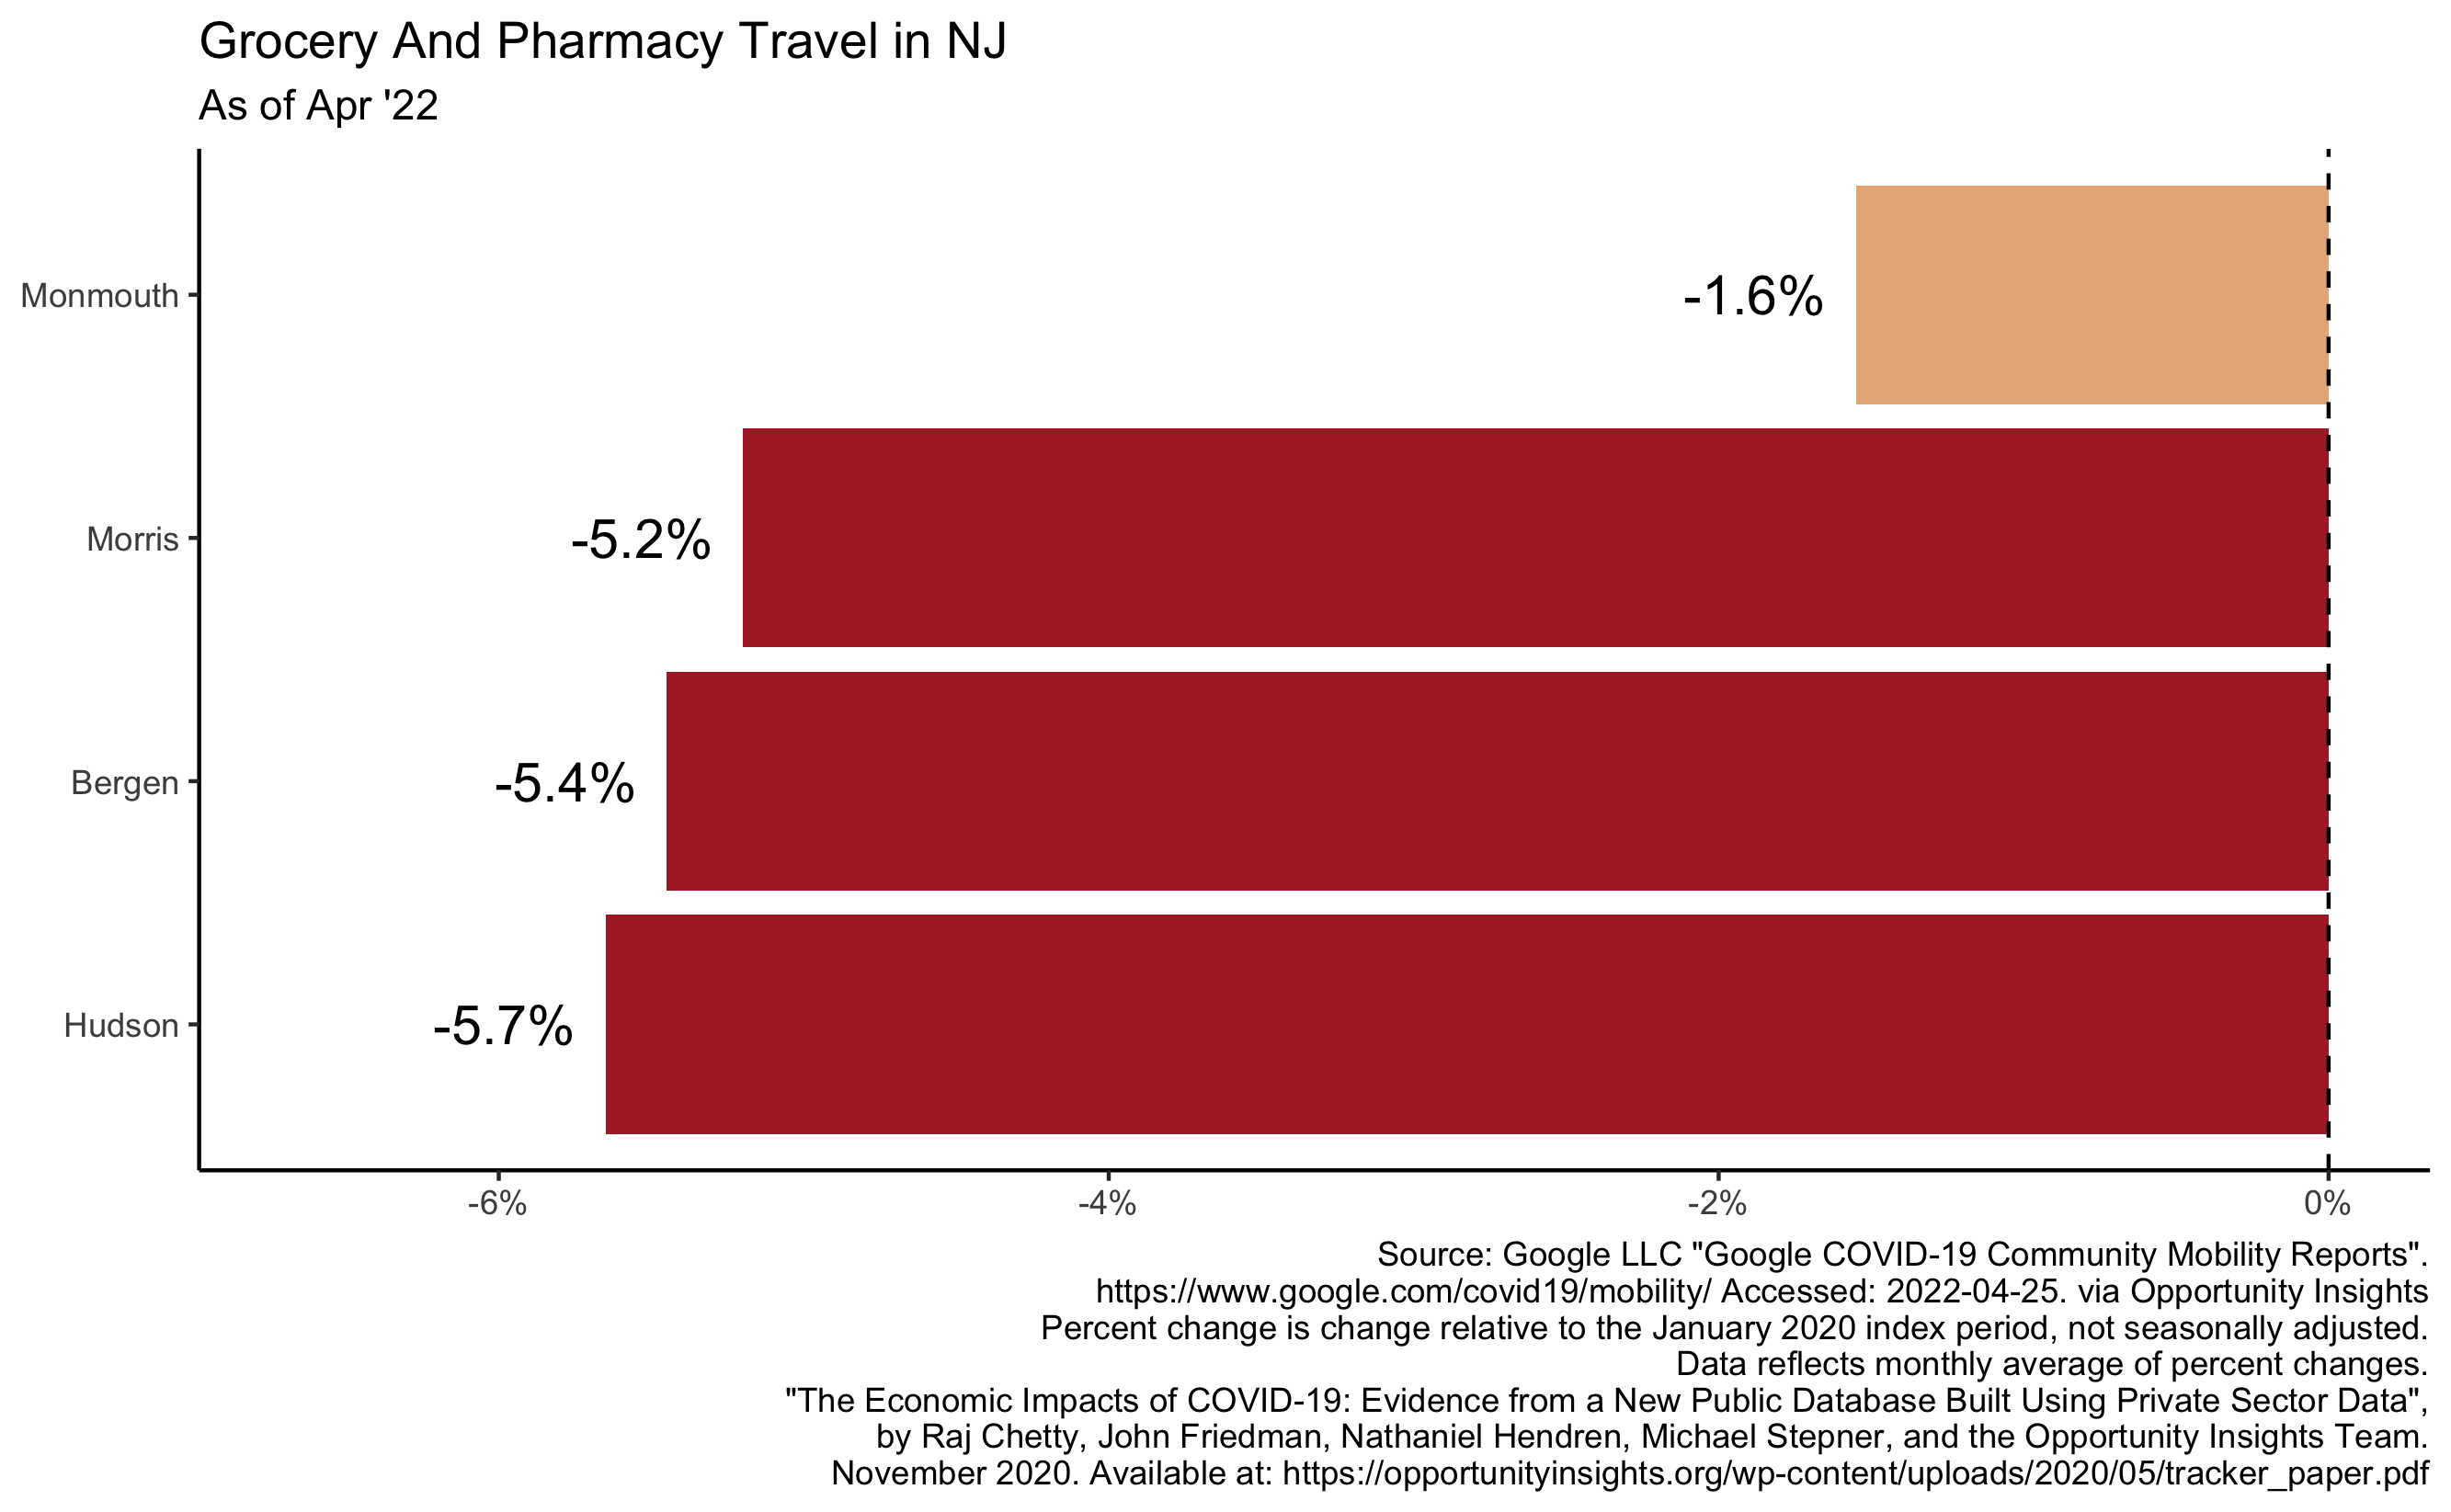 Grocery And Pharmacy Travel in NJ
As of Apr '22
Monmouth
-1.6%
Morris
-5.2%
Bergen
-5.4%
Hudson
-5.7%
-6%
-4%
-2%
0%
Source: Google LLC "Google COVID-19 Community Mobility Reports".
https://www.google.com/covid19/mobility/ Accessed: 2022-04-25. via Opportunity Insights
Percent change is change relative to the January 2020 index period, not seasonally adjusted.
Data reflects monthly average of percent changes.
"The Economic Impacts of COVID-19: Evidence from a New Public Database Built Using Private Sector Data",
by Raj Chetty, John Friedman, Nathaniel Hendren, Michael Stepner, and the Opportunity Insights Team.
November 2020. Available at: https://opportunityinsights.org/wp-content/uploads/2020/05/tracker_paper.pdf